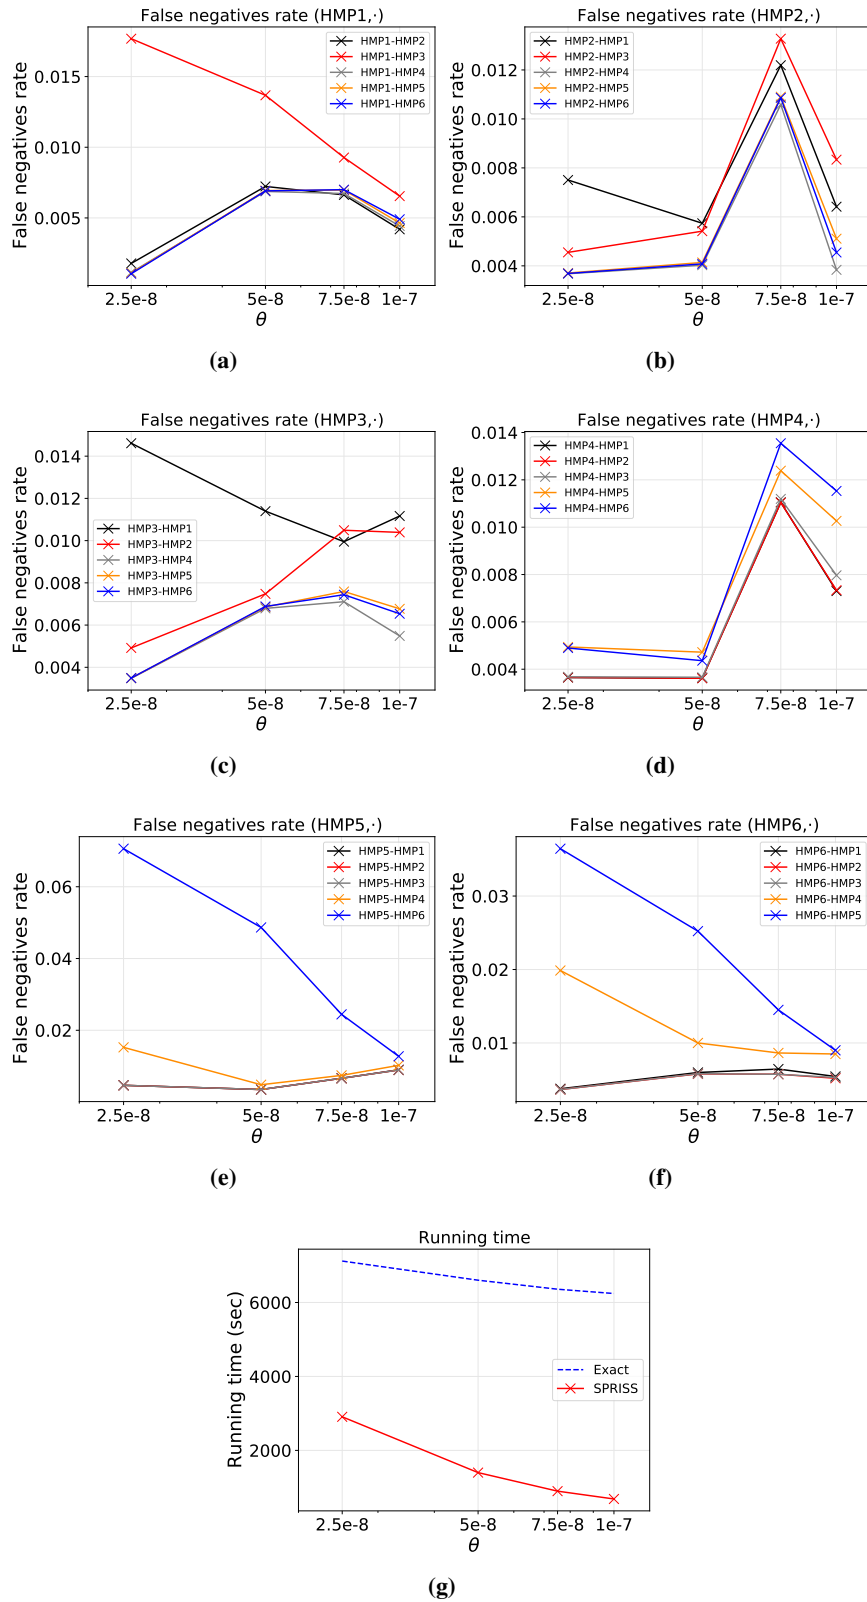 False negatives rate (HMP1,·)
False negatives rate
0.015
0.010
0.005
HMP1-HMP2
HMP1-HMP3
HMP1-HMP4
HMP1-HMP5
HMP1-HMP6
2.5e-8 5e-8 7.5e-8 1e-7
θ
(a)
False negatives rate (HMP2,·)
False negatives rate
0.012
0.010
0.008
0.006
0.004
HMP2-HMP1
HMP2-HMP3
HMP2-HMP4
HMP2-HMP5
HMP2-HMP6
2.5e-8 5e-8 7.5e-8 1e-7
θ
(b)
False negatives rate (HMP3,·)
False negatives rate
0.014
0.012
0.010
0.008
0.006
0.004
HMP3-HMP1
HMP3-HMP2
HMP3-HMP4
HMP3-HMP5
HMP3-HMP6
2.5e-8 5e-8 7.5e-8 1e-7
θ
(c)
False negatives rate (HMP4,·)
False negatives rate
0.014
0.012
0.010
0.008
0.006
0.004
HMP4-HMP1
HMP4-HMP2
HMP4-HMP3
HMP4-HMP5
HMP4-HMP6
2.5e-8 5e-8 7.5e-8 1e-7
θ
(d)
False negatives rate (HMP5,·)
False negatives rate
0.06
0.04
0.02
HMP5-HMP1
HMP5-HMP2
HMP5-HMP3
HMP5-HMP4
HMP5-HMP6
2.5e-8 5e-8 7.5e-8 1e-7
θ
(e)
False negatives rate (HMP6,·)
False negatives rate
0.03
0.02
0.01
HMP6-HMP1
HMP6-HMP2
HMP6-HMP3
HMP6-HMP4
HMP6-HMP5
2.5e-8 5e-8 7.5e-8 1e-7
θ
(f)
Running time
Running time (sec)
6000
4000
2000
Exact
SPRISS
2.5e-8 5e-8 7.5e-8 1e-7
θ
(g)